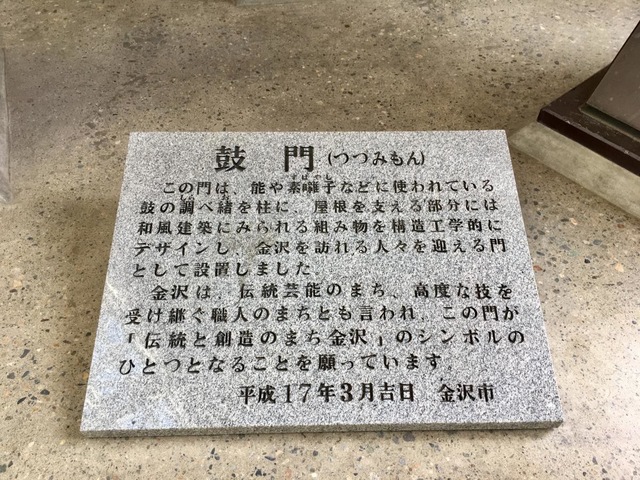 鼓門(つつみもん)
この門は、能や素囃子などに使われている
鼓の調べ緒を柱に、屋根を支える部分には
和風建築にみられる組み物を構造工学的に
デザインし、金沢を訪れる人々を迎える門
として設置しました。
金沢は、伝統芸能のまち、高度な技を
受け継ぐ職人のまちとも言われ、この門が
「伝統と創造のまち金沢」のシンボルの
ひとつとなることを願っています。
平成17年3月吉日 金沢市